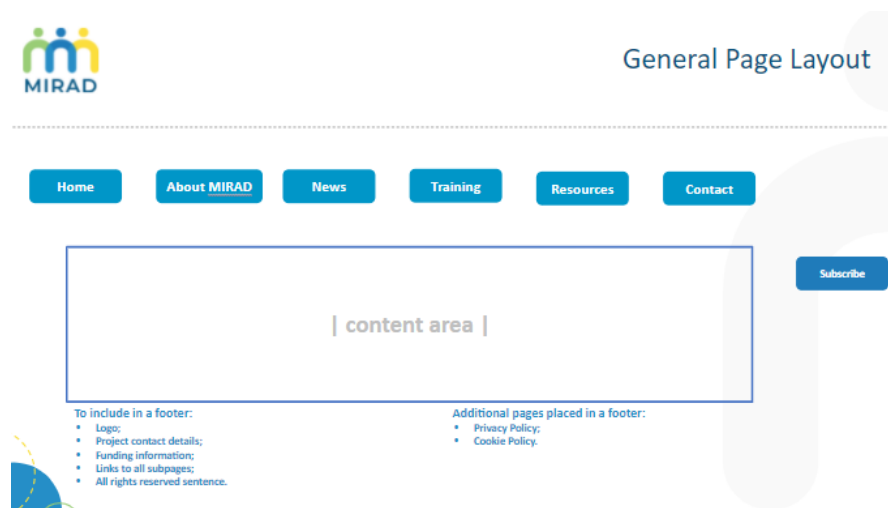 MIRAD
General Page Layout
Home
About MIRAD
News
Training
Resources
Contact
Subscribe
| content area |
To include in a footer:
▪ Logo;
▪ Project contact details;
▪ Funding information;
▪ Links to all subpages;
▪ All rights reserved sentence.
Additional pages placed in a footer:
▪ Privacy Policy;
▪ Cookie Policy.